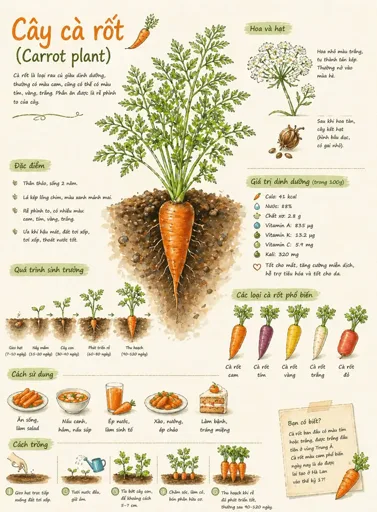 Cây cà rốt
(Carrot plant)
Cà rốt là loại rau củ giàu dinh dưỡng,
thường có màu cam, cũng có thể có màu
tím, vàng, trắng. Phần ăn được là rễ phình
to của cây.
Hoa và hạt
Hoa nhỏ màu trắng,
tụ thành tán kép.
Thường nở vào
mùa hè.
Sau khi hoa tàn,
cây kết hạt
(hình bầu dục,
có gai nhỏ).
Đặc điểm
Thân thảo, sống 2 năm.
Lá kép lông chim, màu xanh mảnh mai.
Rễ phình to, có nhiều màu
cam, tím, vàng, trắng.
Ưa khí hậu mát, đất tơi xốp,
tơi xốp, thoát nước tốt.
Giá trị dinh dưỡng (trong 100g)
Calo: 41 kcal
Nước: 88%
Chất xơ: 2.8 g
Vitamin A: 835 µg
Vitamin K: 13.2 µg
Vitamin C: 5.9 mg
Kali: 320 mg
Tốt cho mắt, tăng cường miễn dịch,
hỗ trợ tiêu hóa và tốt cho da.
Quá trình sinh trưởng
Gieo hạt
(7-10 ngày)
Nảy mầm
Cây con
Phát triển củ
Thu hoạch
Các loại cà rốt phổ biến
Cà rốt
cam
Cà rốt
tím
Cà rốt
vàng
Cà rốt
trắng
Cà rốt
đỏ
Cách sử dụng
Ăn sống,
làm salad
Nấu canh,
hầm, nấu súp
Ép nước,
làm sinh tố
Xào, nướng,
áp chảo
Làm bánh,
tráng miệng
Bạn có biết?
Cà rốt ban đầu có màu tím
hoặc trắng, được trồng đầu
tiên ở vùng Trung Á.
Cà rốt màu cam phổ biến
ngày nay là do được
lai tạo ở Hà Lan
vào thế kỷ 17!
Cách trồng
Gieo hạt trực tiếp
xuống đất tơi xốp
Tưới nước đều,
giữ ẩm
Tỉa bớt cây con,
để khoảng cách
5-7 cm
Chăm sóc, làm cỏ,
bón phân hữu cơ
Thu hoạch khi rễ
củ phát triển tốt,
thường sau 90-120 ngày.